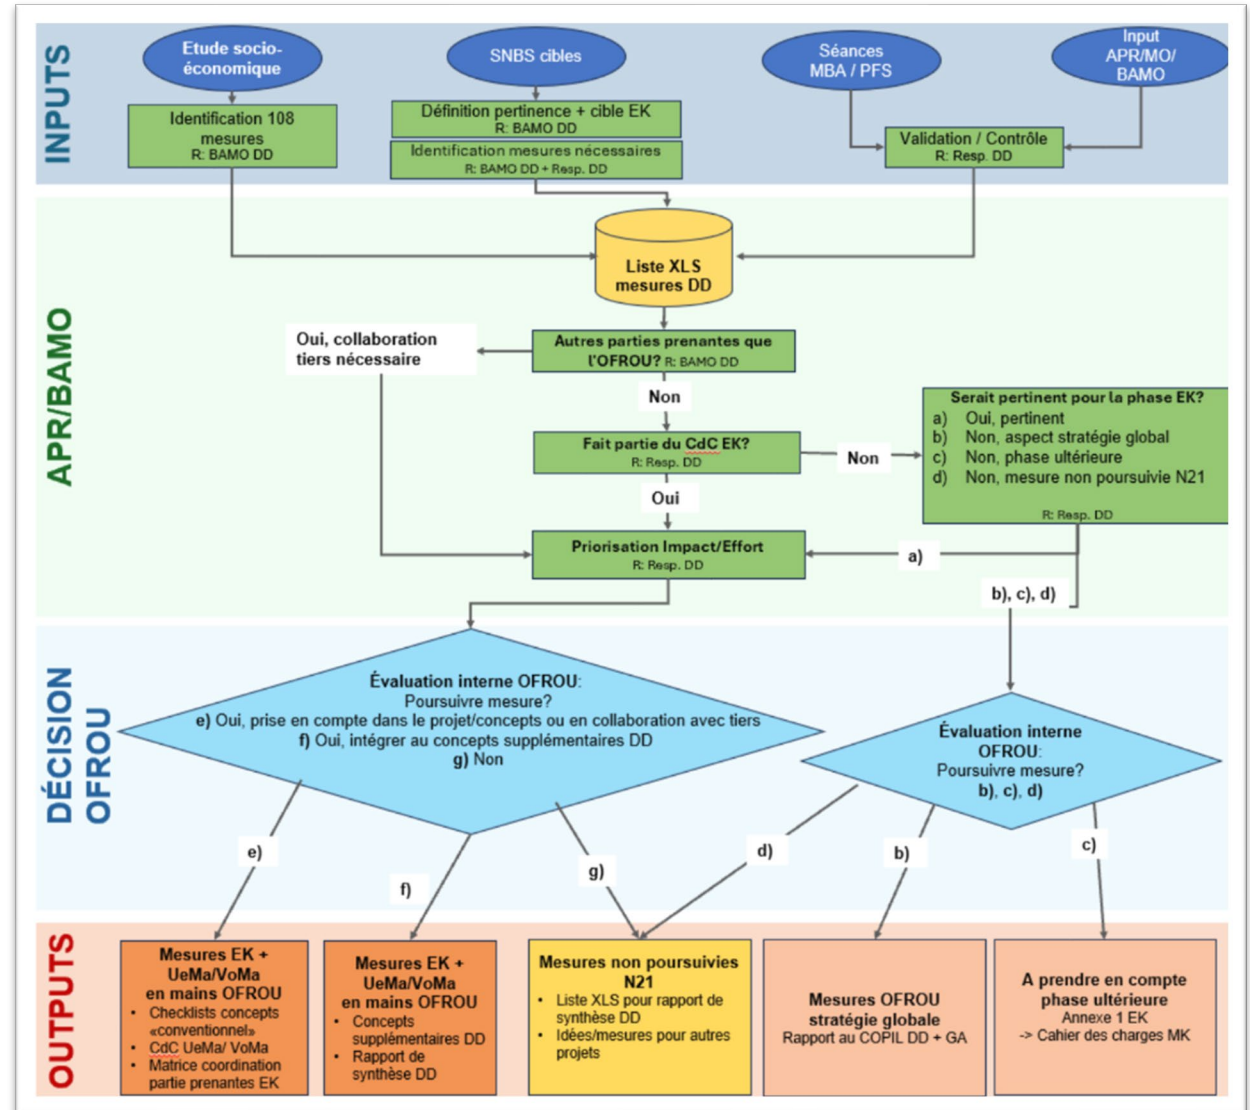 INPUTS
Etude socio-
économique
SNBS cibles
Séances
MBA / PFS
Input
APR/MO/
BAMO
Identification 108
mesures
R: BAMO DD
Définition pertinence + cible EK
R: BAMO DD
Identification mesures nécessaires
R: BAMO DD + Resp. DD
Validation / Contrôle
R: Resp. DD
APR/BAMO
Liste XLS
mesures DD
Autres parties prenantes que
l'OFROU? R: BAMO DD
Oui, collaboration
tiers nécessaire
Non
Fait partie du CdC EK?
R: Resp. DD
Non
Serait pertinent pour la phase EK?
a) Oui, pertinent
b) Non, aspect stratégie global
c) Non, phase ultérieure
d) Non, mesure non poursuivie N21
R: Resp. DD
Oui
Priorisation Impact/Effort
R: Resp. DD
a)
b), c), d)
DÉCISION
OFROU
Évaluation interne OFROU:
Poursuivre mesure?
e) Oui, prise en compte dans le projet/concepts ou en collaboration avec tiers
f) Oui, intégrer au concepts supplémentaires DD
g) Non
Évaluation interne
OFROU:
Poursuivre mesure?
b), c), d)
e)
f)
g)
d)
b)
c)
OUTPUTS
Mesures EK +
UeMa/VoMa
en mains OFROU
• Checklists concepts
«conventionnel»
• CdC UeMa/ VoMa
• Matrice coordination
partie prenantes EK
Mesures EK +
UeMa/VoMa
en mains OFROU
• Concepts
supplémentaires DD
• Rapport de
synthèse DD
Mesures non poursuivies
N21
• Liste XLS pour rapport de
synthèse DD
• Idées/mesures pour autres
projets
Mesures OFROU
stratégie globale
Rapport au COPIL DD + GA
A prendre en compte
phase ultérieure
Annexe 1 EK
-> Cahier des charges MK